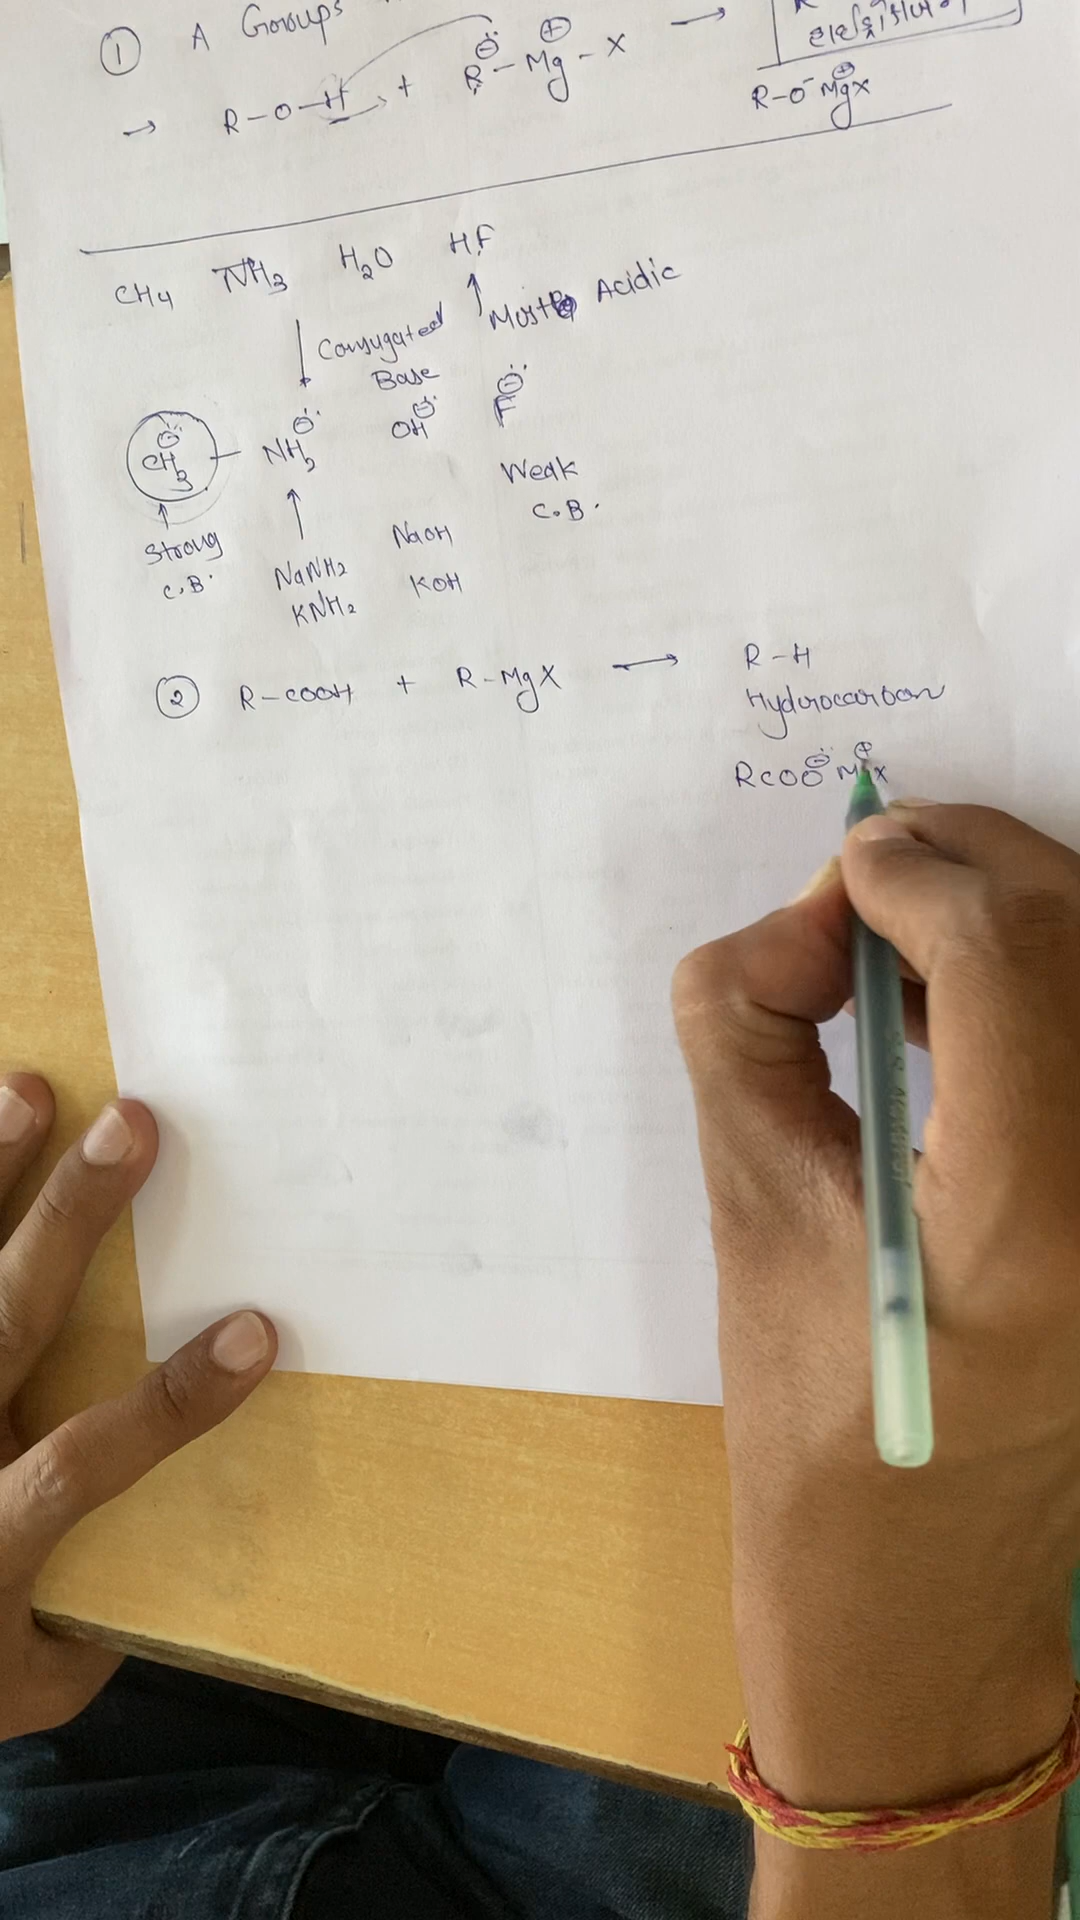 ① A Groups
→ R-O-H + R⊖-Mg⊕-X → R-O⁻ Mg⊕x
CH4 NH3 H2O HF
↑ Most Acidic
↓ Conjugated
Base
CH3⊖ - NH2⊖ OH⊖ F⊖
↑ ↑ Weak
Strong NaNH2 NaOH C.B.
C.B. KNH2 KOH
② R-COOH + R-MgX → R-H
Hydrocarbon
RCOO⊖ M⊕x